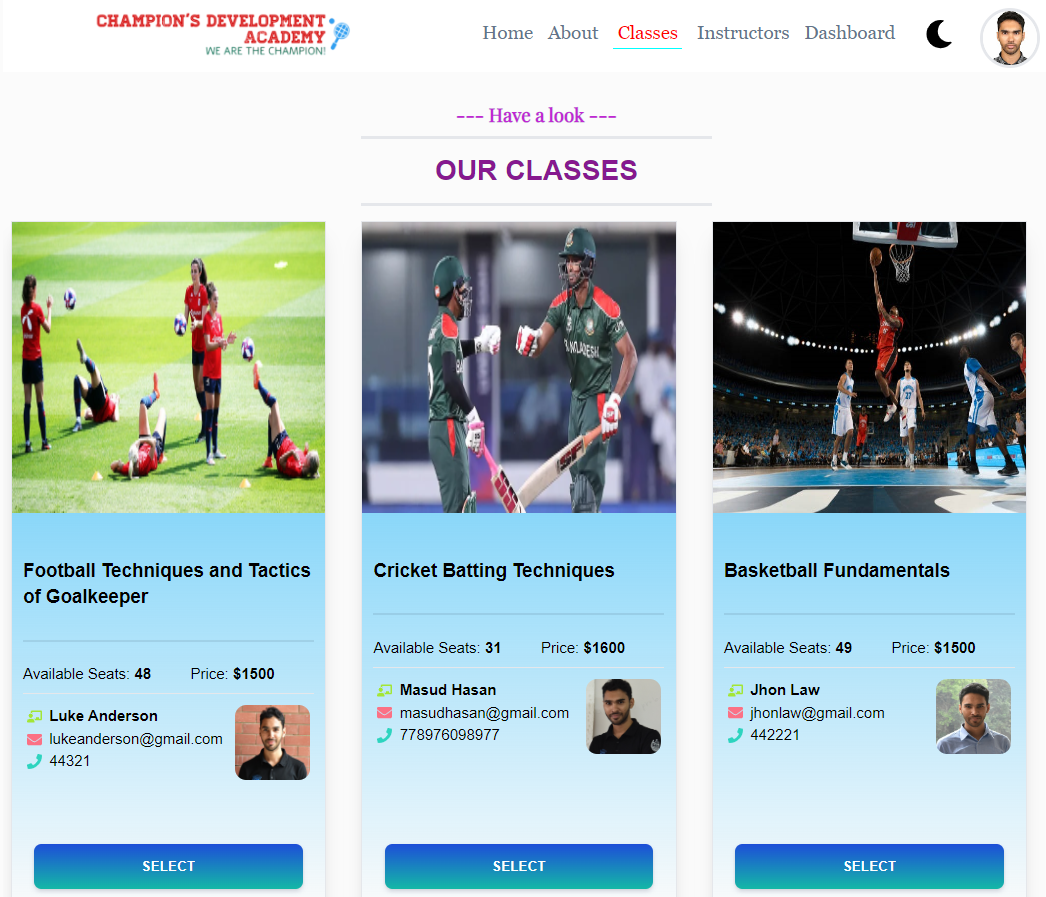 CHAMPION'S DEVELOPMENT
ACADEMY
WE ARE THE CHAMPION!
Home About Classes Instructors Dashboard
--- Have a look ---
OUR CLASSES
BANGLADESH
SF
23
Football Techniques and Tactics
of Goalkeeper
Available Seats: 48 Price: $1500
Luke Anderson
lukeanderson@gmail.com
44321
SELECT
Cricket Batting Techniques
Available Seats: 31 Price: $1600
Masud Hasan
masudhasan@gmail.com
778976098977
SELECT
Basketball Fundamentals
Available Seats: 49 Price: $1500
Jhon Law
jhonlaw@gmail.com
442221
SELECT